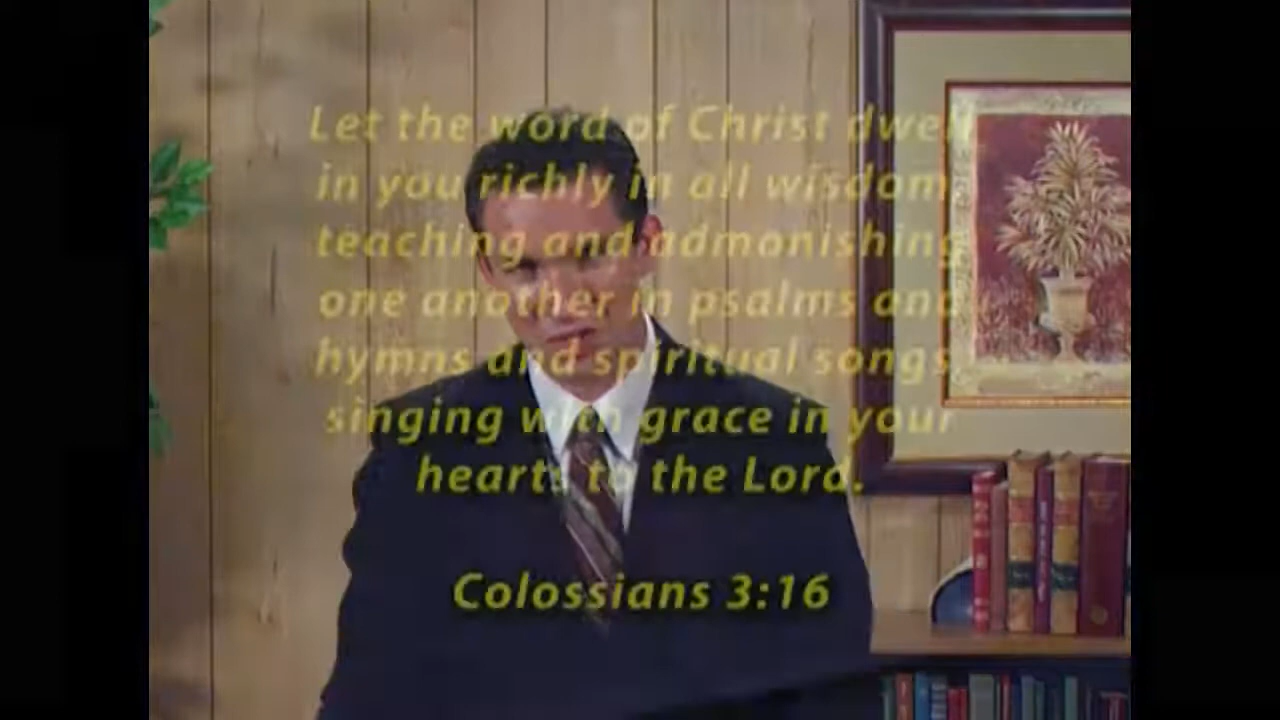 Let the word of Christ dwell
in you richly in all wisdom,
teaching and admonishing
one another in psalms and
hymns and spiritual songs,
singing with grace in your
hearts to the Lord.
Colossians 3:16